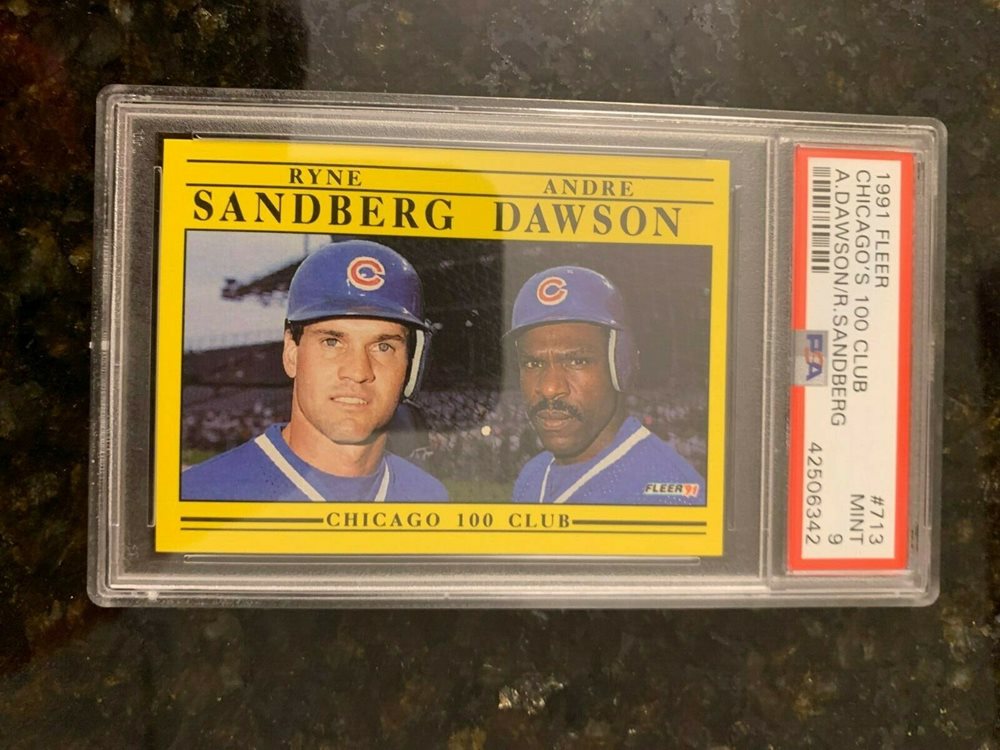 RYNE
SANDBERG
ANDRE
DAWSON
C
C
FLEER '91
CHICAGO 100 CLUB
1991 FLEER #713
CHICAGO'S 100 CLUB MINT
A.DAWSON/R.SANDBERG 9
PSA 42506342